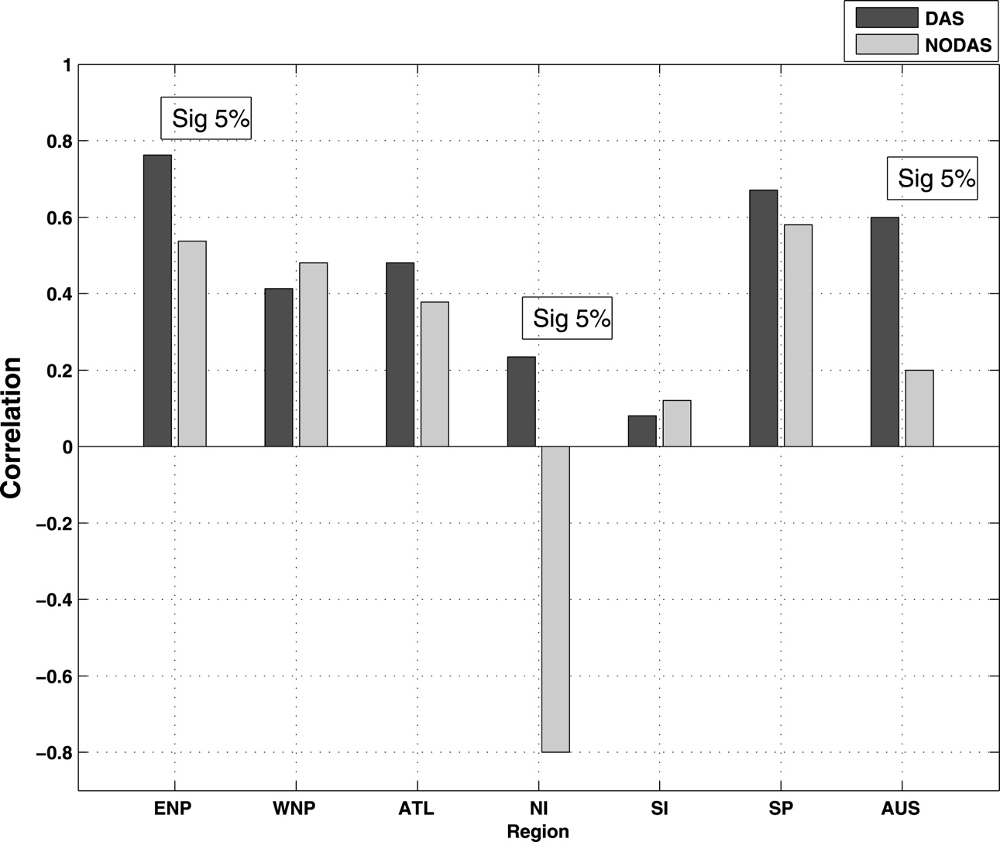 DAS
NODAS
1
Sig 5%
0.8
Sig 5%
0.6
0.4
Sig 5%
0.2
0
−0.2
−0.4
−0.6
−0.8
Correlation
ENP WNP ATL NI SI SP AUS
Region